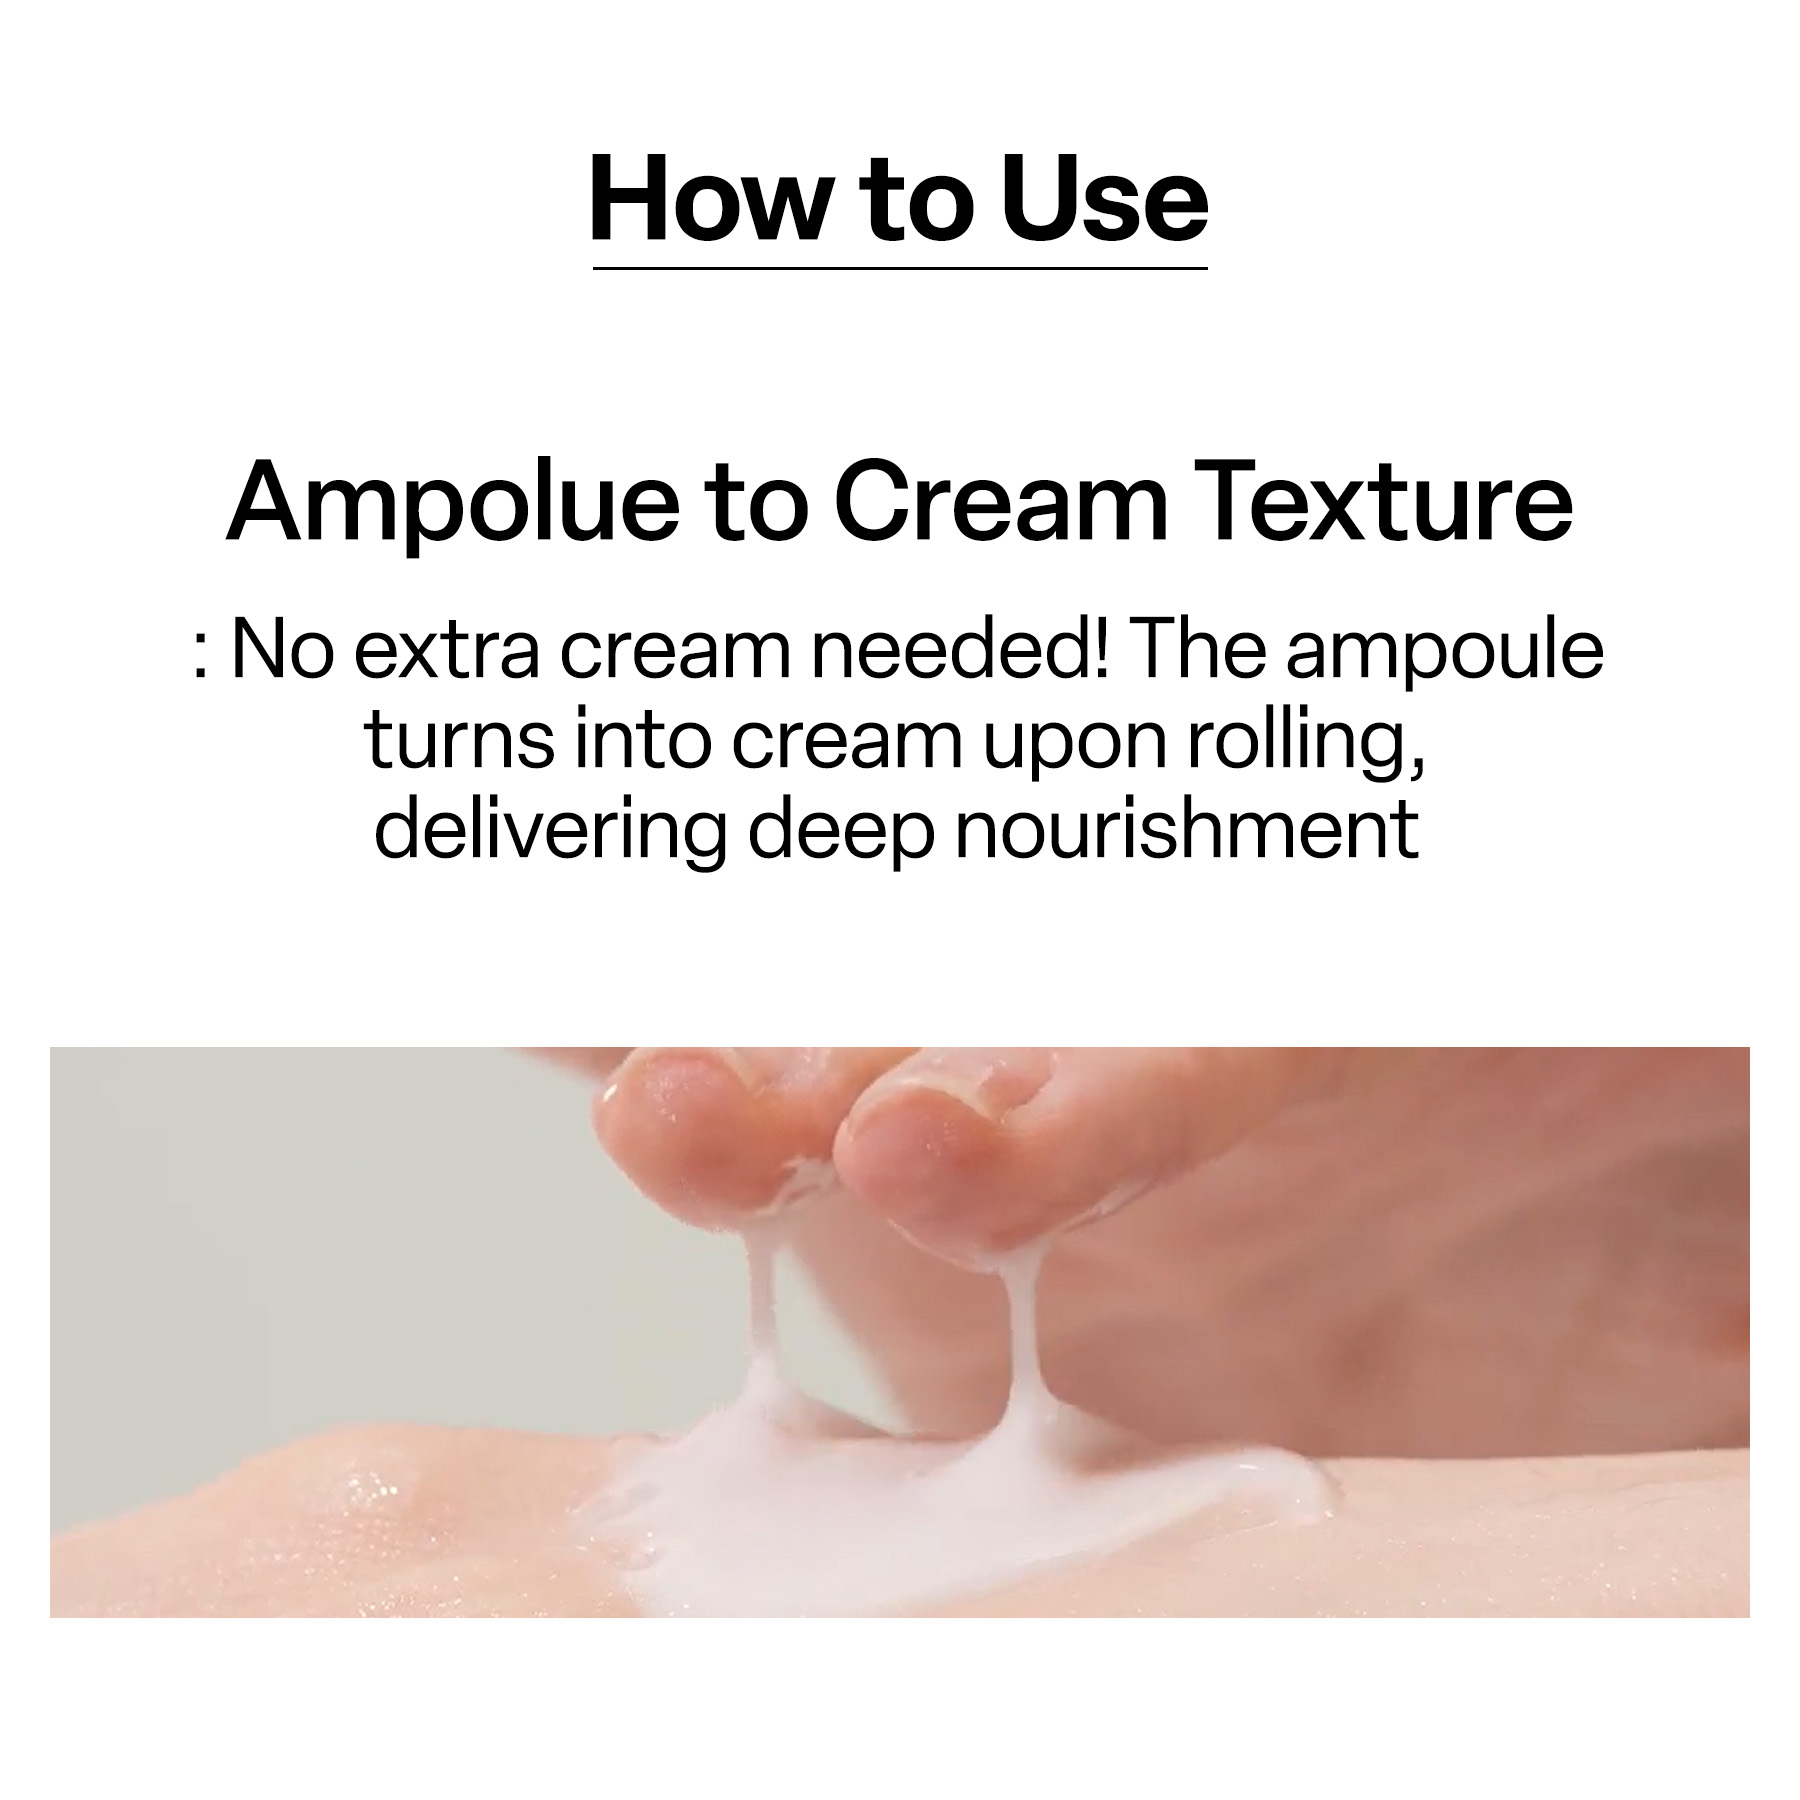 How to Use
Ampolue to Cream Texture
: No extra cream needed! The ampoule
turns into cream upon rolling,
delivering deep nourishment